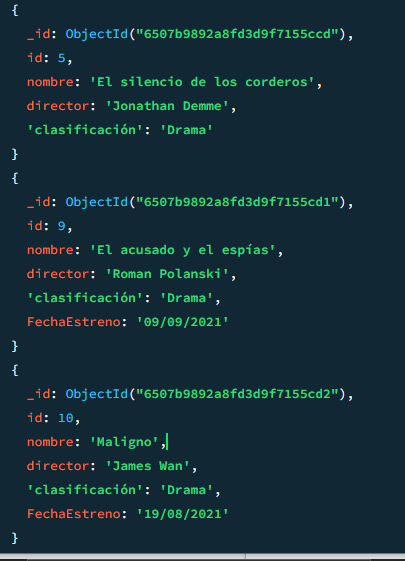 {
_id: ObjectId("6507b9892a8fd3d9f7155ccd"),
id: 5,
nombre: 'El silencio de los corderos',
director: 'Jonathan Demme',
'clasificación': 'Drama'
}
{
_id: ObjectId("6507b9892a8fd3d9f7155cd1"),
id: 9,
nombre: 'El acusado y el espías',
director: 'Roman Polanski',
'clasificación': 'Drama',
FechaEstreno: '09/09/2021'
}
{
_id: ObjectId("6507b9892a8fd3d9f7155cd2"),
id: 10,
nombre: 'Maligno',
director: 'James Wan',
'clasificación': 'Drama',
FechaEstreno: '19/08/2021'
}